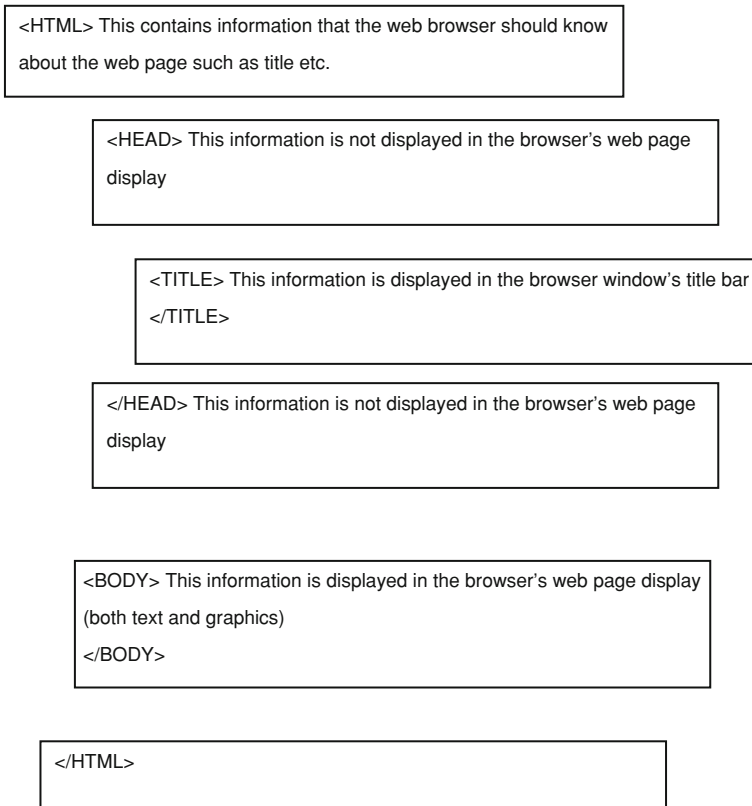 <HTML> This contains information that the web browser should know
about the web page such as title etc.
<HEAD> This information is not displayed in the browser's web page
display
<TITLE> This information is displayed in the browser window's title bar
</TITLE>
</HEAD> This information is not displayed in the browser's web page
display
<BODY> This information is displayed in the browser's web page display
(both text and graphics)
</BODY>
</HTML>